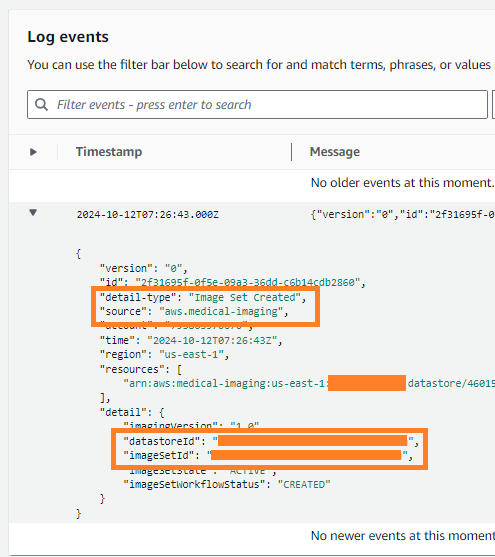 Log events
You can use the filter bar below to search for and match terms, phrases, or values
Filter events - press enter to search
Timestamp Message
No older events at this moment.
2024-10-12T07:26:43.000Z {"version":"0","id":"2f31695f-0
{
"version": "0",
"id": "2f31695f-0f5e-09a3-36dd-c6b14cdb2860",
"detail-type": "Image Set Created",
"source": "aws.medical-imaging",
"account":
"time": "2024-10-12T07:26:43Z",
"region": "us-east-1",
"resources": [
"arn:aws:medical-imaging:us-east-1: datastore/46015
],
"detail": {
"imagingVersion": "1.0"
"datastoreId": " ",
"imageSetId": " ",
"imageSetState": "ACTIVE",
"imageSetWorkflowStatus": "CREATED"
}
}
No newer events at this moment